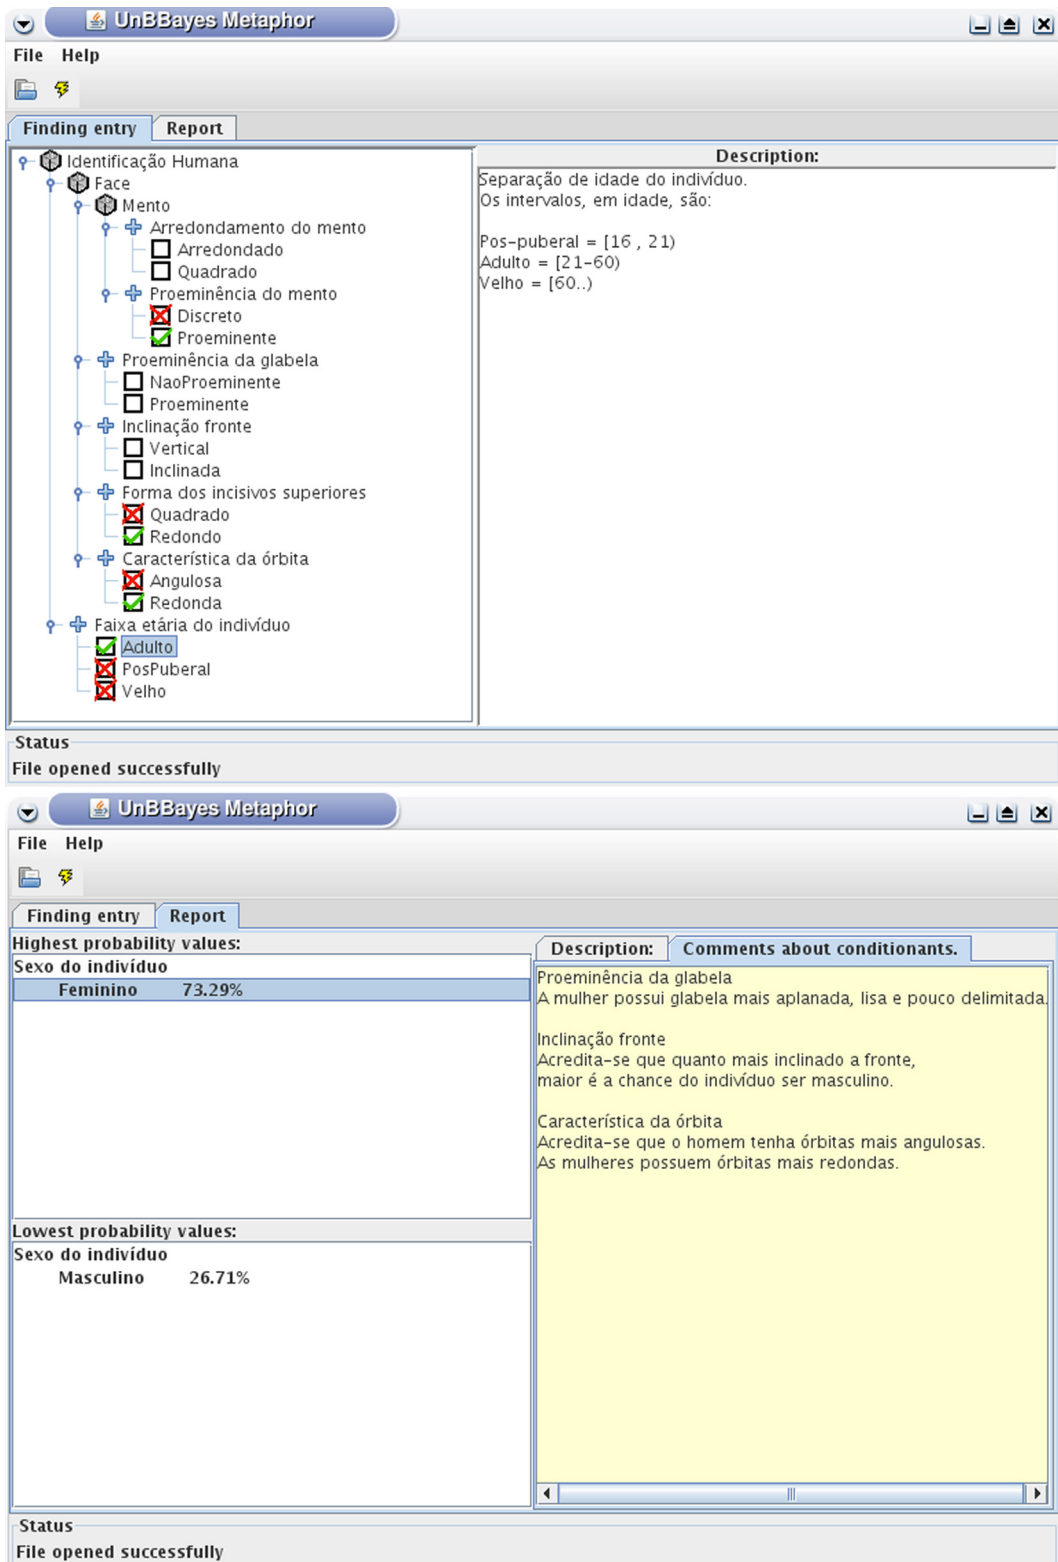 UnBBayes Metaphor
File Help
Finding entry Report
Identificação Humana
Face
Mento
Arredondamento do mento
Arredondado
Quadrado
Proeminência do mento
Discreto
Proeminente
Proeminência da glabela
NaoProeminente
Proeminente
Inclinação fronte
Vertical
Inclinada
Forma dos incisivos superiores
Quadrado
Redondo
Característica da órbita
Angulosa
Redonda
Faixa etária do indivíduo
Adulto
PosPuberal
Velho
Description:
Separação de idade do indivíduo.
Os intervalos, em idade, são:
Pos-puberal = [16 , 21)
Adulto = [21-60)
Velho = [60..)
Status
File opened successfully
UnBBayes Metaphor
File Help
Finding entry Report
Highest probability values:
Sexo do indivíduo
Feminino 73.29%
Lowest probability values:
Sexo do indivíduo
Masculino 26.71%
Description: Comments about conditionants.
Proeminência da glabela
A mulher possui glabela mais aplanada, lisa e pouco delimitada.
Inclinação fronte
Acredita-se que quanto mais inclinado a fronte,
maior é a chance do indivíduo ser masculino.
Característica da órbita
Acredita-se que o homem tenha órbitas mais angulosas.
As mulheres possuem órbitas mais redondas.
Status
File opened successfully